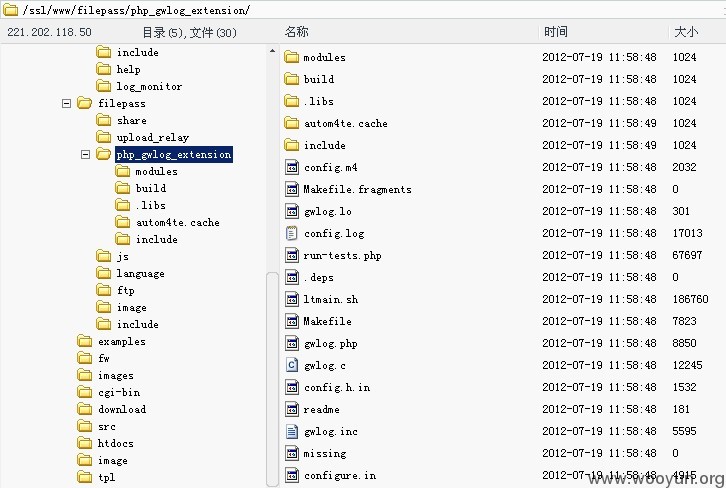 /ssl/www/filepass/php_gwlog_extension/
221.202.118.50 目录(5),文件(30) 名称 时间 大小
include
help
log_monitor
filepass
share
upload_relay
php_gwlog_extension
modules
build
.libs
autom4te.cache
include
js
language
ftp
image
include
examples
fw
images
cgi-bin
download
src
htdocs
image
tpl
modules 2012-07-19 11:58:48 1024
build 2012-07-19 11:58:48 1024
.libs 2012-07-19 11:58:48 1024
autom4te.cache 2012-07-19 11:58:49 1024
include 2012-07-19 11:58:49 1024
config.m4 2012-07-19 11:58:48 2032
Makefile.fragments 2012-07-19 11:58:48 0
gwlog.lo 2012-07-19 11:58:48 301
config.log 2012-07-19 11:58:48 17013
run-tests.php 2012-07-19 11:58:48 67697
.deps 2012-07-19 11:58:48 0
ltmain.sh 2012-07-19 11:58:48 186760
Makefile 2012-07-19 11:58:48 7823
gwlog.php 2012-07-19 11:58:48 8850
gwlog.c 2012-07-19 11:58:48 12245
config.h.in 2012-07-19 11:58:48 1532
readme 2012-07-19 11:58:48 181
gwlog.inc 2012-07-19 11:58:48 5595
missing 2012-07-19 11:58:48 0
configure.in 2012-07-19 11:58:48 4915
www.wooyun.org